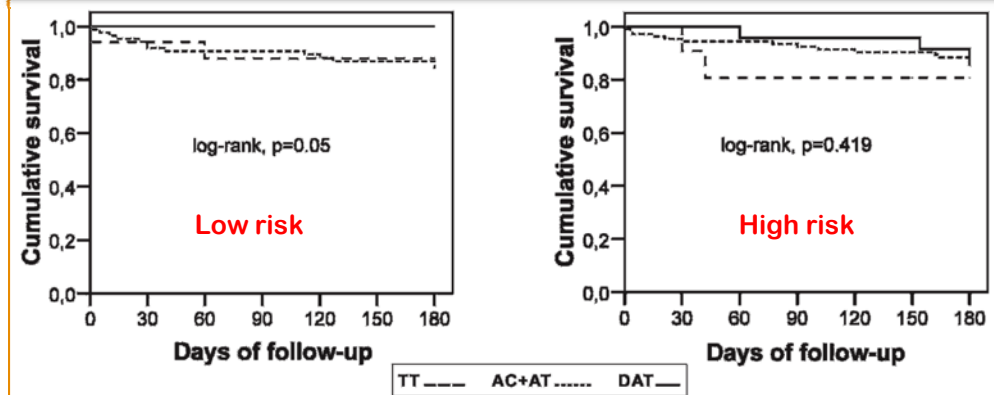 Cumulative survival
1,0
0,8
0,6
0,4
0,2
0,0
log-rank, p=0.05
Low risk
0 30 60 90 120 150 180
Days of follow-up
Cumulative survival
1,0
0,8
0,6
0,4
0,2
0,0
log-rank, p=0.419
High risk
0 30 60 90 120 150 180
Days of follow-up
TT AC+AT DAT